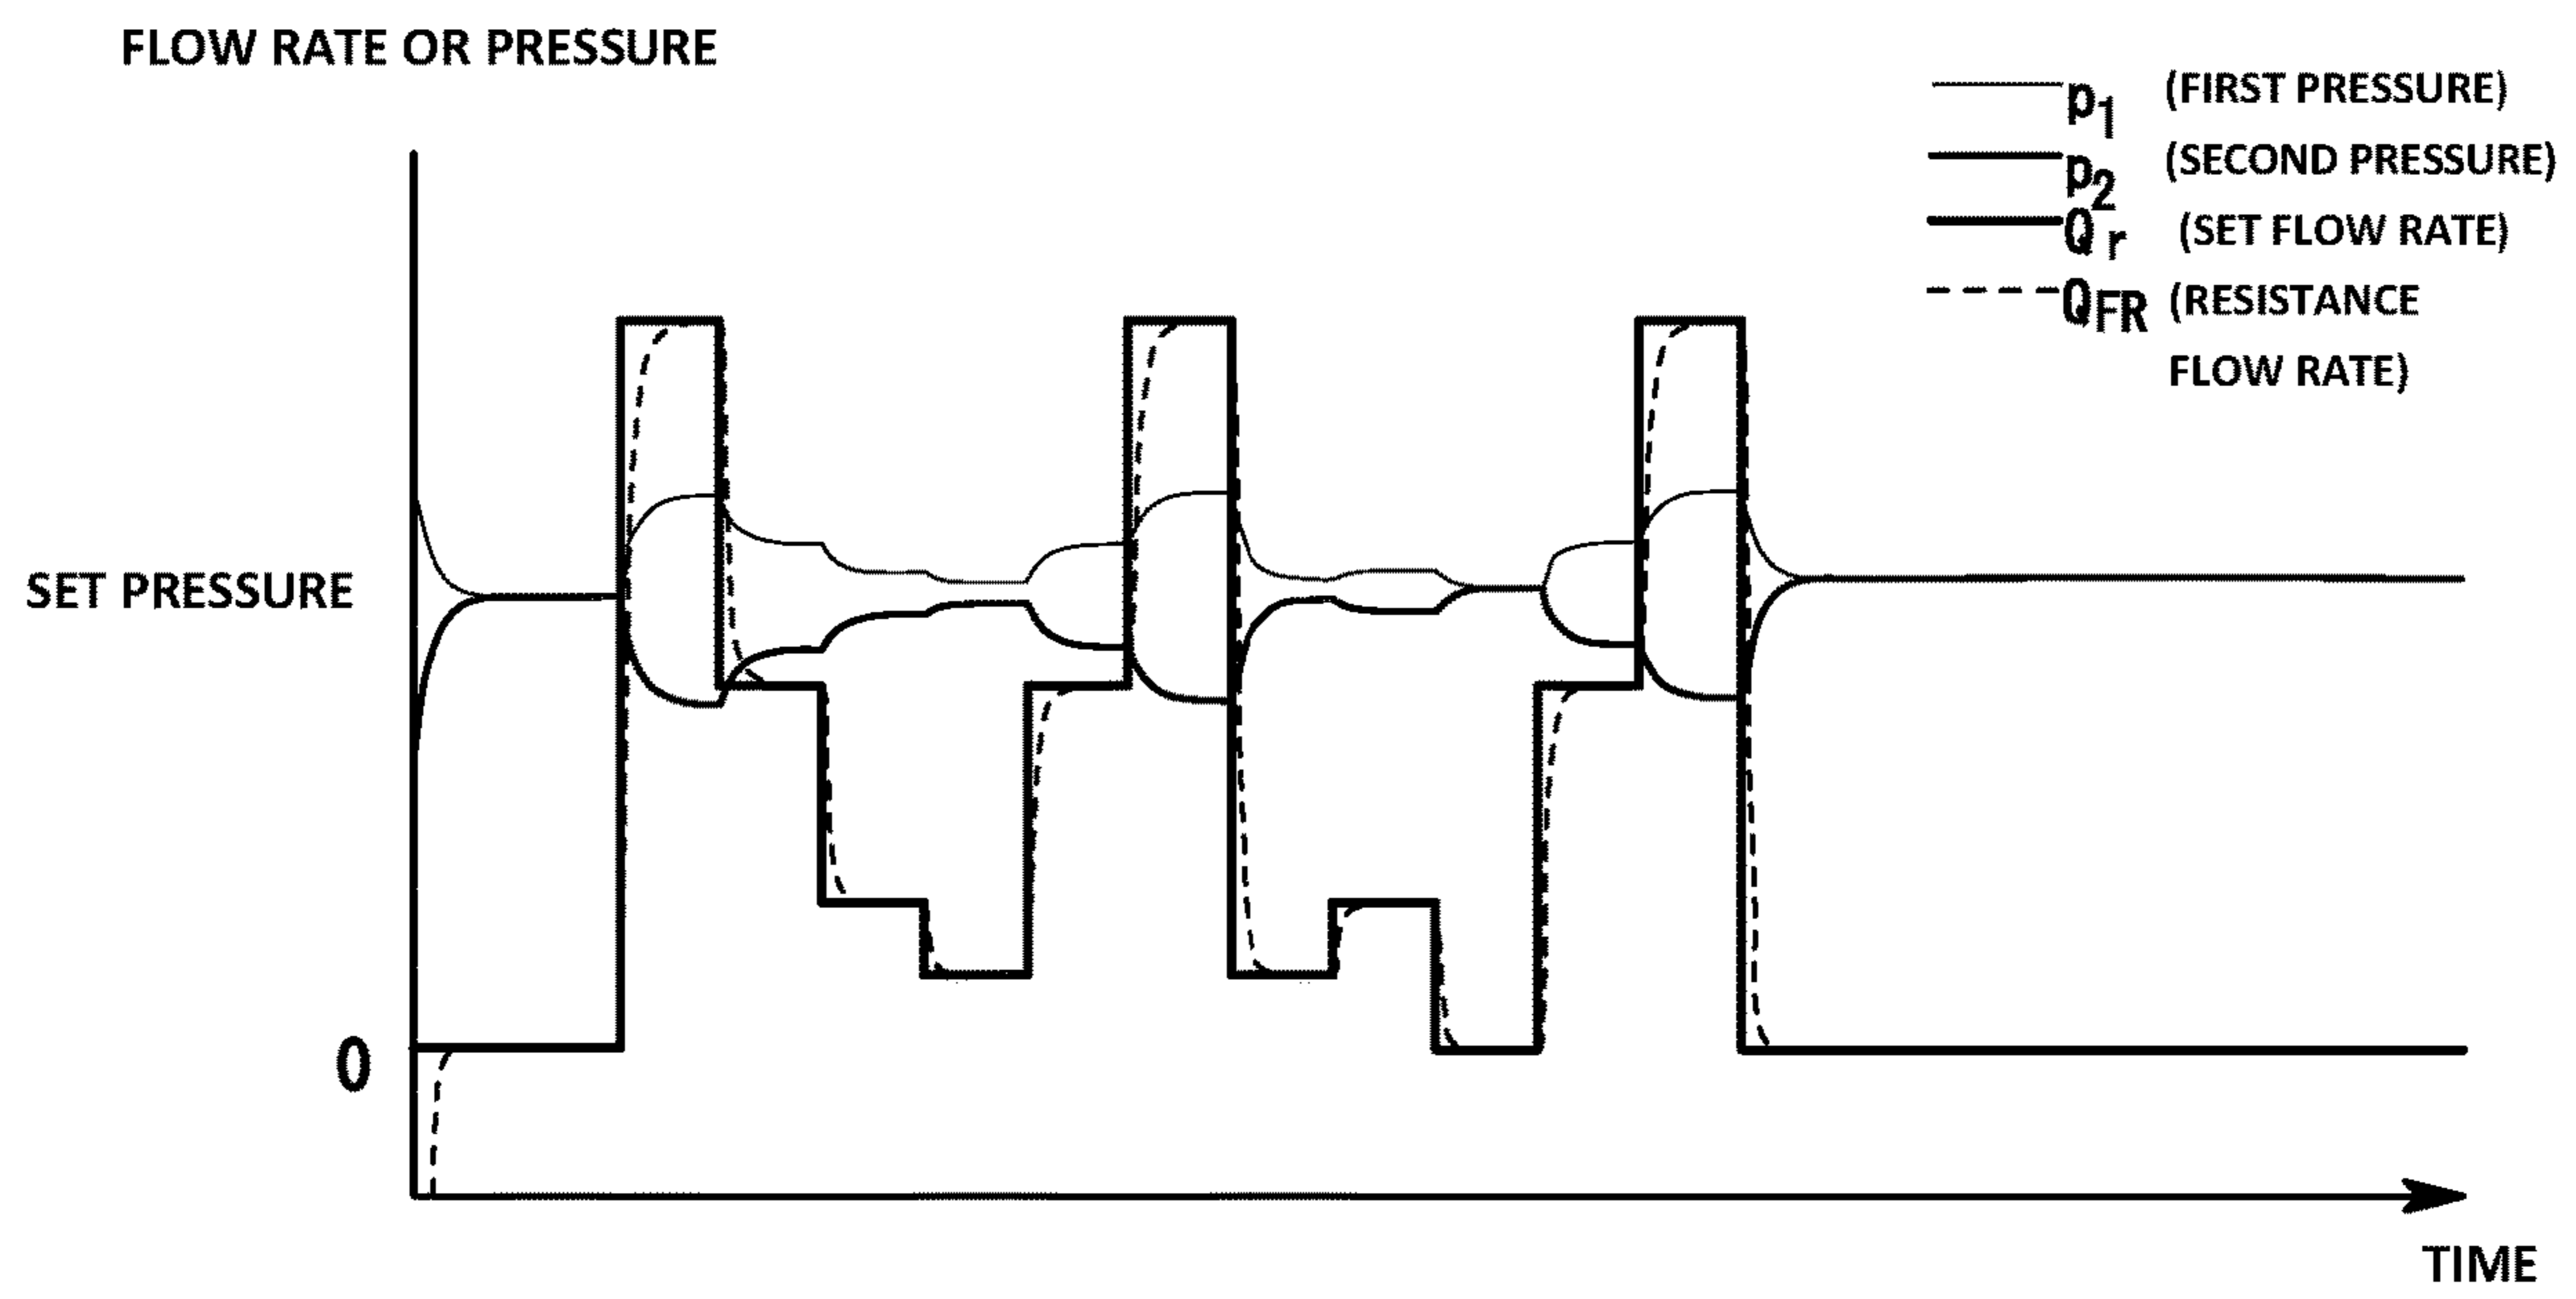 FLOW RATE OR PRESSURE
p1 (FIRST PRESSURE)
p2 (SECOND PRESSURE)
Qr (SET FLOW RATE)
QFR (RESISTANCE
FLOW RATE)
SET PRESSURE
0
TIME